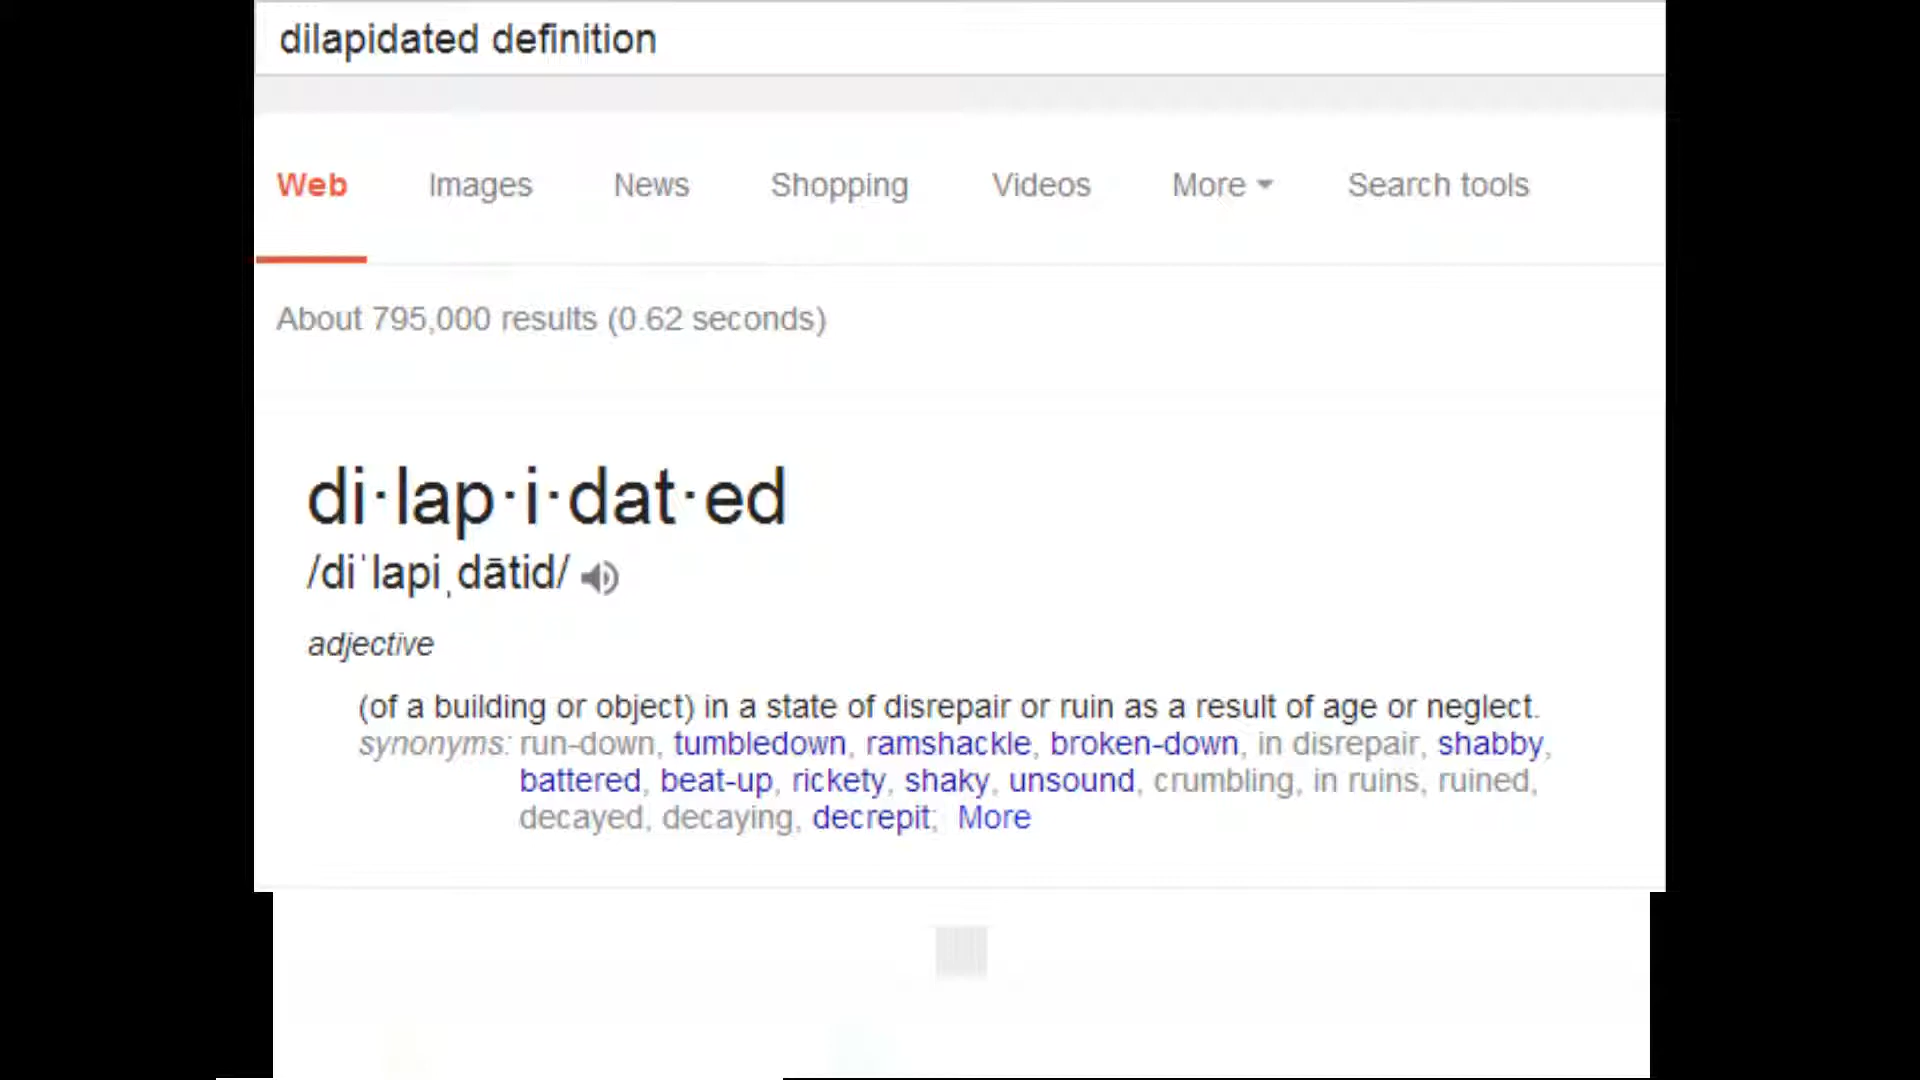 dilapidated definition
Web Images News Shopping Videos More Search tools
About 795,000 results (0.62 seconds)
di·lap·i·dat·ed
/diˈlapiˌdātid/
adjective
(of a building or object) in a state of disrepair or ruin as a result of age or neglect.
synonyms: run-down, tumbledown, ramshackle, broken-down, in disrepair, shabby,
battered, beat-up, rickety, shaky, unsound, crumbling, in ruins, ruined,
decayed, decaying, decrepit; More